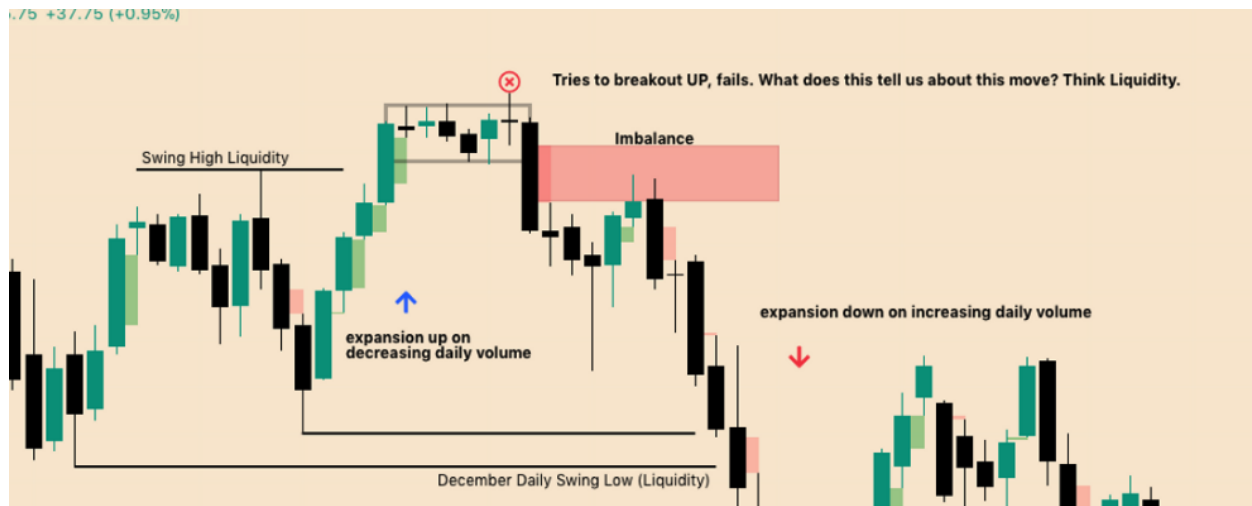 .75 +37.75 (+0.95%)
Tries to breakout UP, fails. What does this tell us about this move? Think Liquidity.
Imbalance
Swing High Liquidity
expansion up on
decreasing daily volume
expansion down on increasing daily volume
December Daily Swing Low (Liquidity)